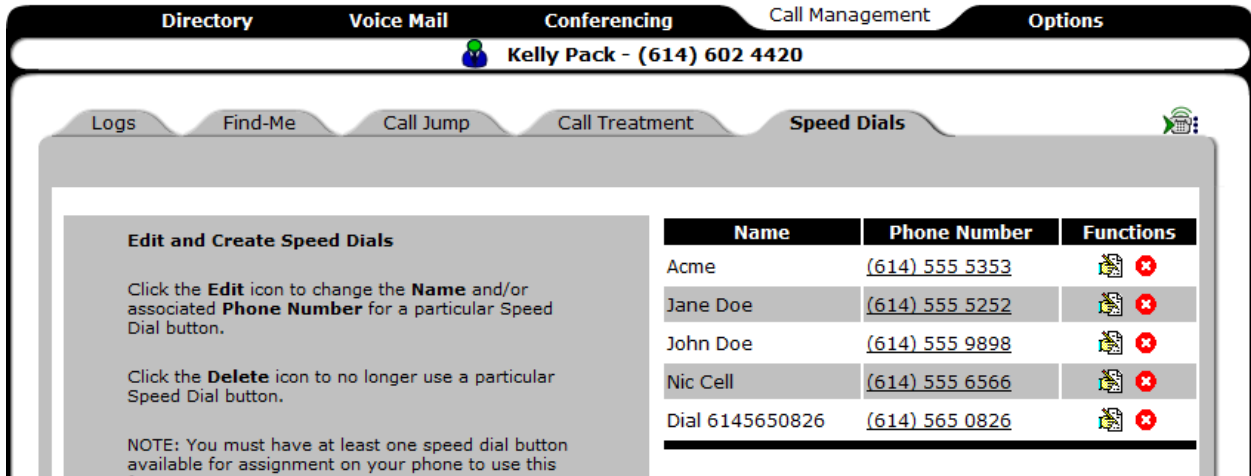 Directory Voice Mail Conferencing Call Management Options
Kelly Pack - (614) 602 4420
Logs Find-Me Call Jump Call Treatment Speed Dials
Edit and Create Speed Dials
Click the Edit icon to change the Name and/or
associated Phone Number for a particular Speed
Dial button.
Click the Delete icon to no longer use a particular
Speed Dial button.
NOTE: You must have at least one speed dial button
available for assignment on your phone to use this
Name Phone Number Functions
Acme (614) 555 5353
Jane Doe (614) 555 5252
John Doe (614) 555 9898
Nic Cell (614) 555 6566
Dial 6145650826 (614) 565 0826